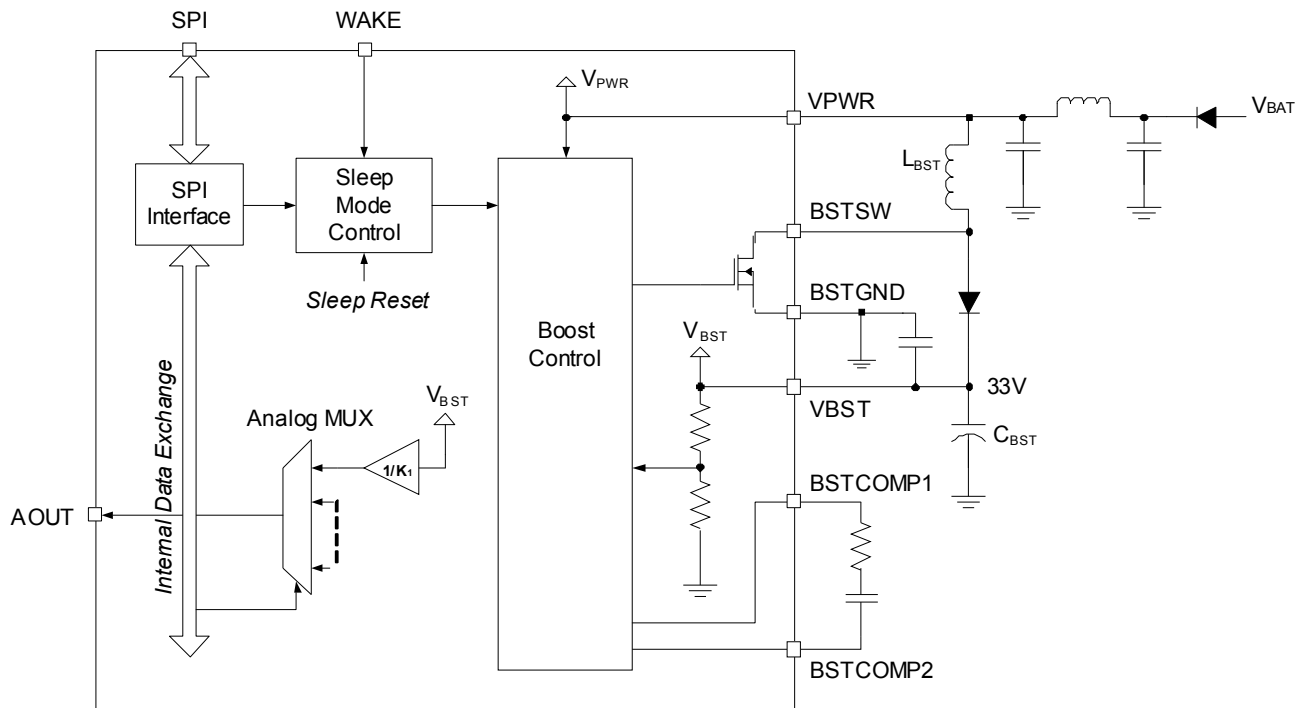 SPI
WAKE
VPWR
VPWR
VBAT
SPI
Interface
Sleep
Mode
Control
LBST
BSTSW
Sleep Reset
BSTGND
Boost
Control
VBST
33V
VBST
CBST
Internal Data Exchange
Analog MUX
VBST
1/K1
BSTCOMP1
AOUT
BSTCOMP2